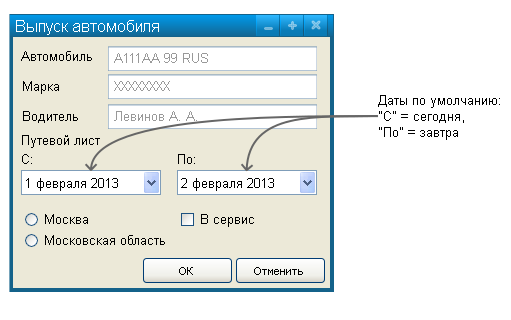 Выпуск автомобиля
Автомобиль А111АА 99 RUS
Марка XXXXXXXX
Водитель Левинов А. А.
Путевой лист
С: По:
1 февраля 2013 2 февраля 2013
Москва В сервис
Московская область
ОК Отменить
Даты по умолчанию:
"С" = сегодня,
"По" = завтра